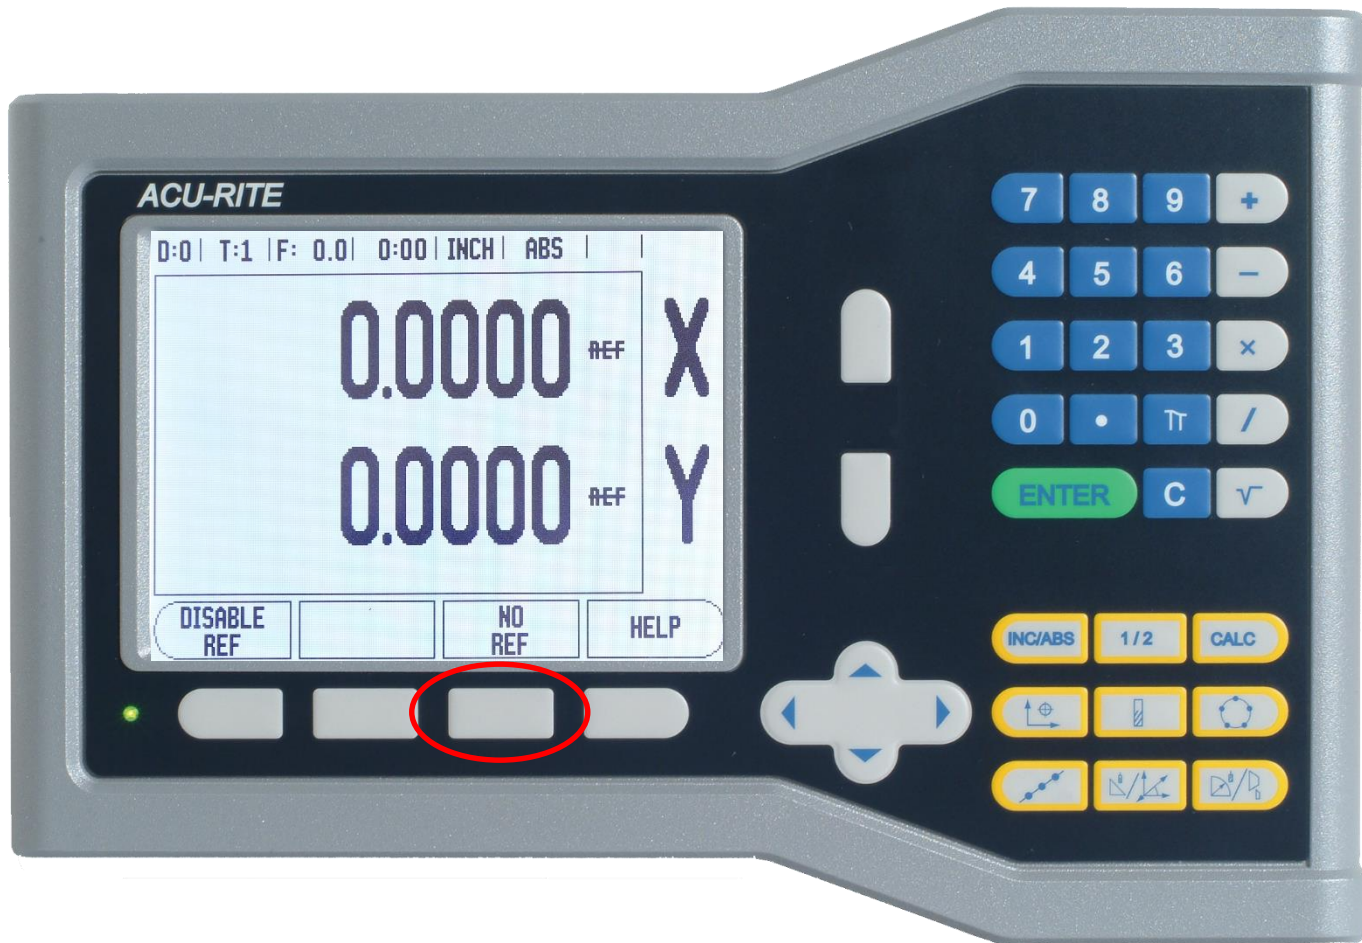 ACU-RITE
D:0| T:1 |F: 0.0| 0:00|INCH| ABS | |
0.0000 REF X
0.0000 REF Y
DISABLE REF
NO REF
HELP
7 8 9 +
4 5 6 −
1 2 3 ×
0 • π /
ENTER C √
INC/ABS 1/2 CALC